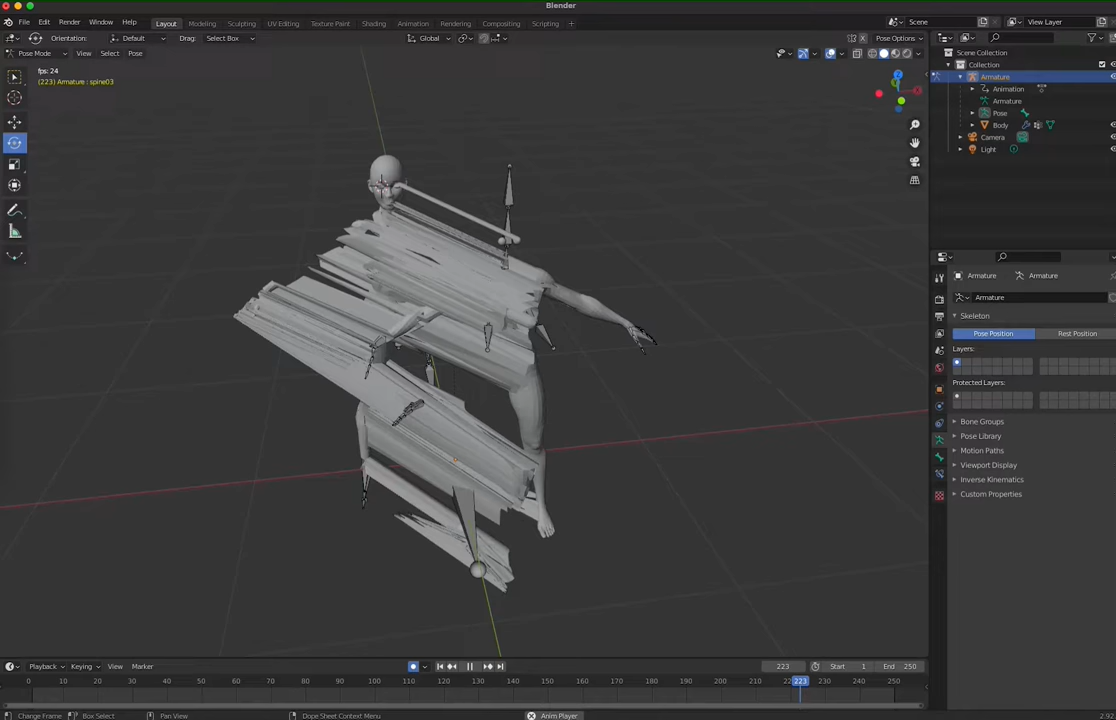 Blender
File Edit Render Window Help Layout Modeling Sculpting UV Editing Texture Paint Shading Animation Rendering Compositing Scripting + Scene View Layer
Orientation: Default Drag: Select Box Global Pose Options
Pose Mode View Select Pose
fps: 24
(223) Armature : spine03
Scene Collection
Collection
Armature
Animation
Armature
Pose
Body
Camera
Light
Armature Armature
Armature
Skeleton
Pose Position Rest Position
Layers:
Protected Layers:
Bone Groups
Pose Library
Motion Paths
Viewport Display
Inverse Kinematics
Custom Properties
Playback Keying View Marker 223 Start 1 End 250
0 10 20 30 40 50 60 70 80 90 100 110 120 130 140 150 160 170 180 190 200 210 223 230 240 250
Change Frame Box Select Pan View Dope Sheet Context Menu Anim Player